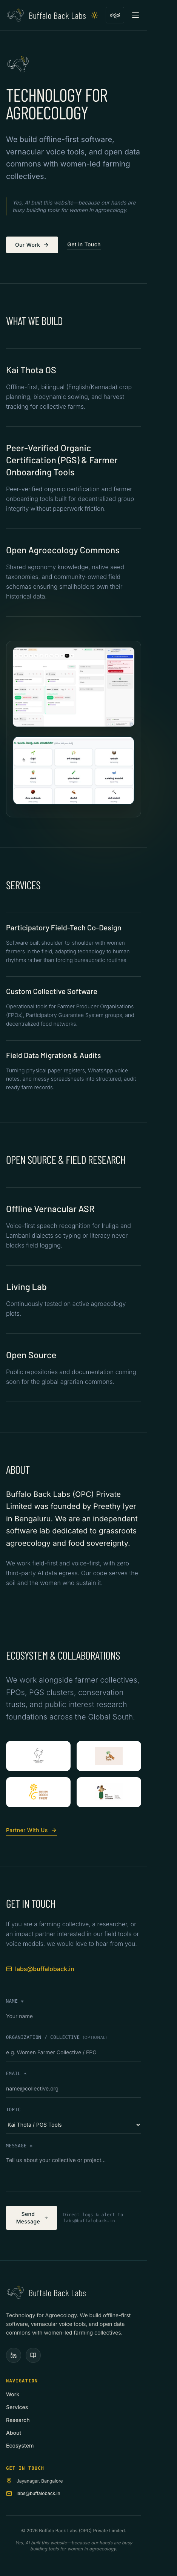 Buffalo Back Labs
ಕನ್ನಡ
TECHNOLOGY FOR
AGROECOLOGY
We build offline-first software,
vernacular voice tools, and open data
commons with women-led farming
collectives.
Yes, AI built this website—because our hands are
busy building tools for women in agroecology.
Our Work →
Get in Touch
WHAT WE BUILD
Kai Thota OS
Offline-first, bilingual (English/Kannada) crop
planning, biodynamic sowing, and harvest
tracking for collective farms.
Peer-Verified Organic
Certification (PGS) & Farmer
Onboarding Tools
Peer-verified organic certification and farmer
onboarding tools built for decentralized group
integrity without paperwork friction.
Open Agroecology Commons
Shared agronomy knowledge, native seed
taxonomies, and community-owned field
schemas ensuring smallholders own their
historical data.
SERVICES
Participatory Field-Tech Co-Design
Software built shoulder-to-shoulder with women
farmers in the field, adapting technology to human
rhythms rather than forcing bureaucratic routines.
Custom Collective Software
Operational tools for Farmer Producer Organisations
(FPOs), Participatory Guarantee System groups, and
decentralized food networks.
Field Data Migration & Audits
Turning physical paper registers, WhatsApp voice
notes, and messy spreadsheets into structured, audit-
ready farm records.
OPEN SOURCE & FIELD RESEARCH
Offline Vernacular ASR
Voice-first speech recognition for Iruliga and
Lambani dialects so typing or literacy never
blocks field logging.
Living Lab
Continuously tested on active agroecology
plots.
Open Source
Public repositories and documentation coming
soon for the global agrarian commons.
ABOUT
Buffalo Back Labs (OPC) Private
Limited was founded by Preethy Iyer
in Bengaluru. We are an independent
software lab dedicated to grassroots
agroecology and food sovereignty.
We work field-first and voice-first, with zero
third-party AI data egress. Our code serves the
soil and the women who sustain it.
ECOSYSTEM & COLLABORATIONS
We work alongside farmer collectives,
FPOs, PGS clusters, conservation
trusts, and public interest research
foundations across the Global South.
Partner With Us →
GET IN TOUCH
If you are a farming collective, a researcher, or
an impact partner interested in our field tools or
voice models, we would love to hear from you.
labs@buffaloback.in
NAME *
Your name
ORGANIZATION / COLLECTIVE (OPTIONAL)
e.g. Women Farmer Collective / FPO
EMAIL *
name@collective.org
TOPIC
Kai Thota / PGS Tools
MESSAGE *
Tell us about your collective or project...
Send
Message →
Direct logs & alert to
labs@buffaloback.in
Buffalo Back Labs
Technology for Agroecology. We build offline-first
software, vernacular voice tools, and open data
commons with women-led farming collectives.
NAVIGATION
Work
Services
Research
About
Ecosystem
GET IN TOUCH
Jayanagar, Bangalore
labs@buffaloback.in
© 2026 Buffalo Back Labs (OPC) Private Limited.
Yes, AI built this website—because our hands are busy
building tools for women in agroecology.